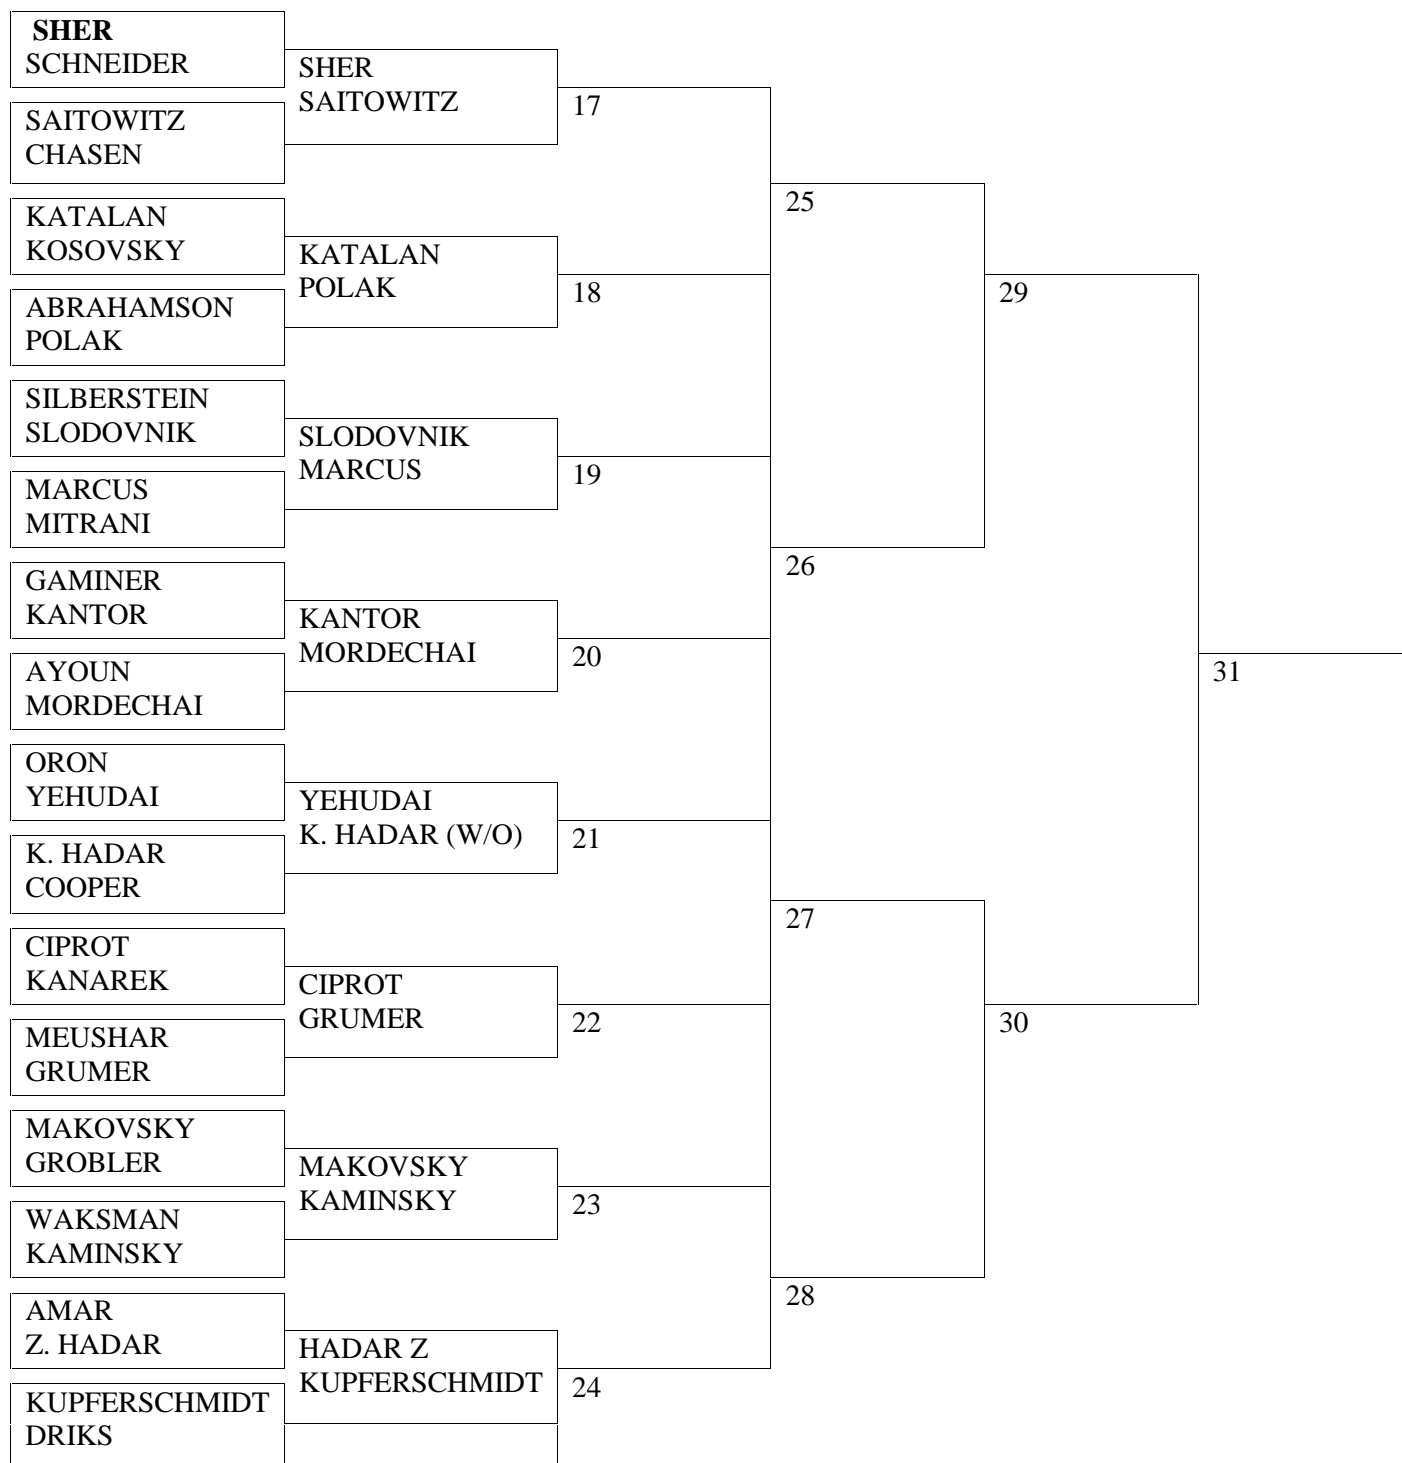 SHER
SCHNEIDER
SAITOWITZ
CHASEN
KATALAN
KOSOVSKY
ABRAHAMSON
POLAK
SILBERSTEIN
SLODOVNIK
MARCUS
MITRANI
GAMINER
KANTOR
AYOUN
MORDECHAI
ORON
YEHUDAI
K. HADAR
COOPER
CIPROT
KANAREK
MEUSHAR
GRUMER
MAKOVSKY
GROBLER
WAKSMAN
KAMINSKY
AMAR
Z. HADAR
KUPFERSCHMIDT
DRIKS
SHER
SAITOWITZ
KATALAN
POLAK
SLODOVNIK
MARCUS
KANTOR
MORDECHAI
YEHUDAI
K. HADAR (W/O)
CIPROT
GRUMER
MAKOVSKY
KAMINSKY
HADAR Z
KUPFERSCHMIDT
17
18
19
20
21
22
23
24
25
26
27
28
29
30
31